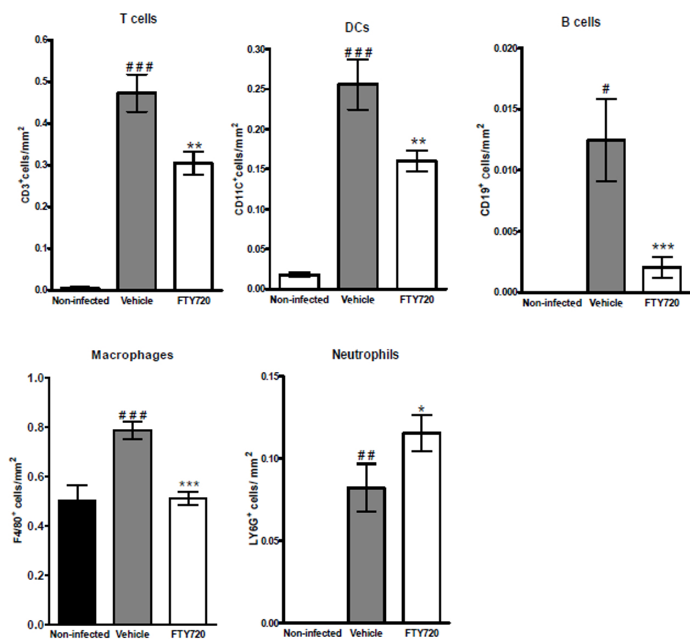 T cells
0.6
0.5
0.4
0.3
0.2
0.1
0.0
CD3⁺cells/mm²
###
**
Non-infected Vehicle FTY720
DCs
0.30
0.25
0.20
0.15
0.10
0.05
0.00
CD11C⁺cells/mm²
###
**
Non-infected Vehicle FTY720
B cells
0.020
0.015
0.010
0.005
0.000
CD19⁺ cells/mm²
#
***
Non-infected Vehicle FTY720
Macrophages
1.0
0.8
0.6
0.4
0.2
0.0
F4/80⁺ cells/mm²
###
***
Non-infected Vehicle FTY720
Neutrophils
0.15
0.10
0.05
0.00
LY6G⁺ cells/ mm²
##
*
Non-infected Vehicle FTY720